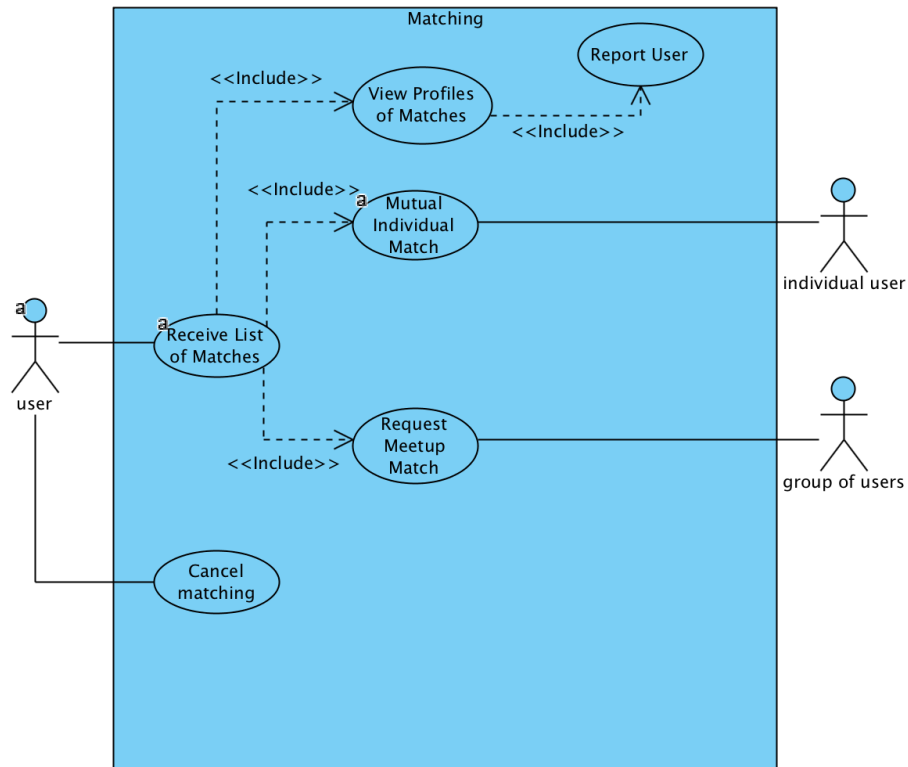 Matching
Report User
<<Include>>
View Profiles
of Matches
<<Include>>
<<Include>>
a
Mutual
Individual
Match
individual user
a
user
a
Receive List
of Matches
Request
Meetup
Match
<<Include>>
group of users
Cancel
matching